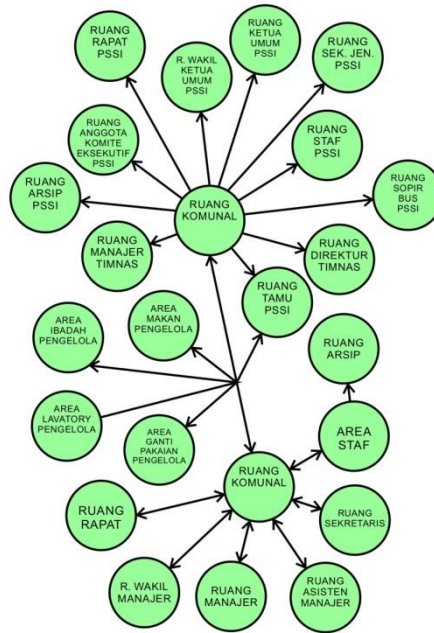 RUANG
RAPAT
PSSI
R. WAKIL
KETUA
UMUM
PSSI
RUANG
KETUA
UMUM
PSSI
RUANG
SEK. JEN.
PSSI
RUANG
ANGGOTA
KOMITE
EKSEKUTIF
PSSI
RUANG
STAF
PSSI
RUANG
ARSIP
PSSI
RUANG
KOMUNAL
RUANG
SOPIR
BUS
PSSI
RUANG
MANAJER
TIMNAS
RUANG
DIREKTUR
TIMNAS
RUANG
TAMU
PSSI
AREA
IBADAH
PENGELOLA
AREA
MAKAN
PENGELOLA
RUANG
ARSIP
AREA
LAVATORY
PENGELOLA
AREA
GANTI
PAKAIAN
PENGELOLA
AREA
STAF
RUANG
KOMUNAL
RUANG
RAPAT
RUANG
SEKRETARIS
R. WAKIL
MANAJER
RUANG
MANAJER
RUANG
ASISTEN
MANAJER